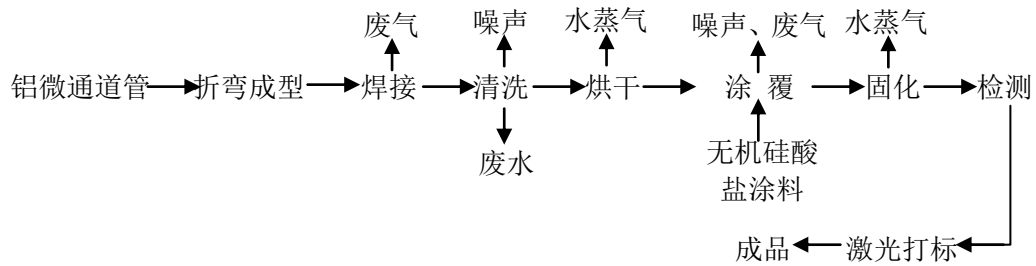 废气 噪声 水蒸气 噪声、废气 水蒸气
铝微通道管 折弯成型 焊接 清洗 烘干 涂覆 固化 检测
废水 无机硅酸
盐涂料
成品 激光打标